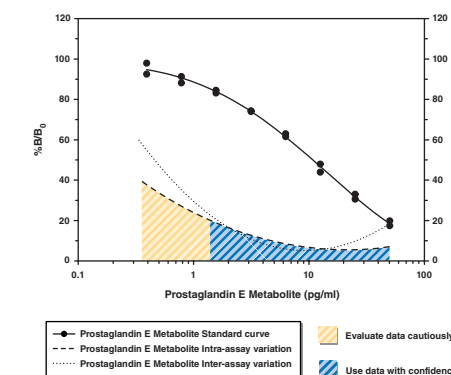 120
120
100
100
80
80
60
60
40
40
20
20
0
0
%B/B0
0.1
1
10
100
Prostaglandin E Metabolite (pg/ml)
Prostaglandin E Metabolite Standard curve
Prostaglandin E Metabolite Intra-assay variation
Prostaglandin E Metabolite Inter-assay variation
Evaluate data cautiously
Use data with confidence